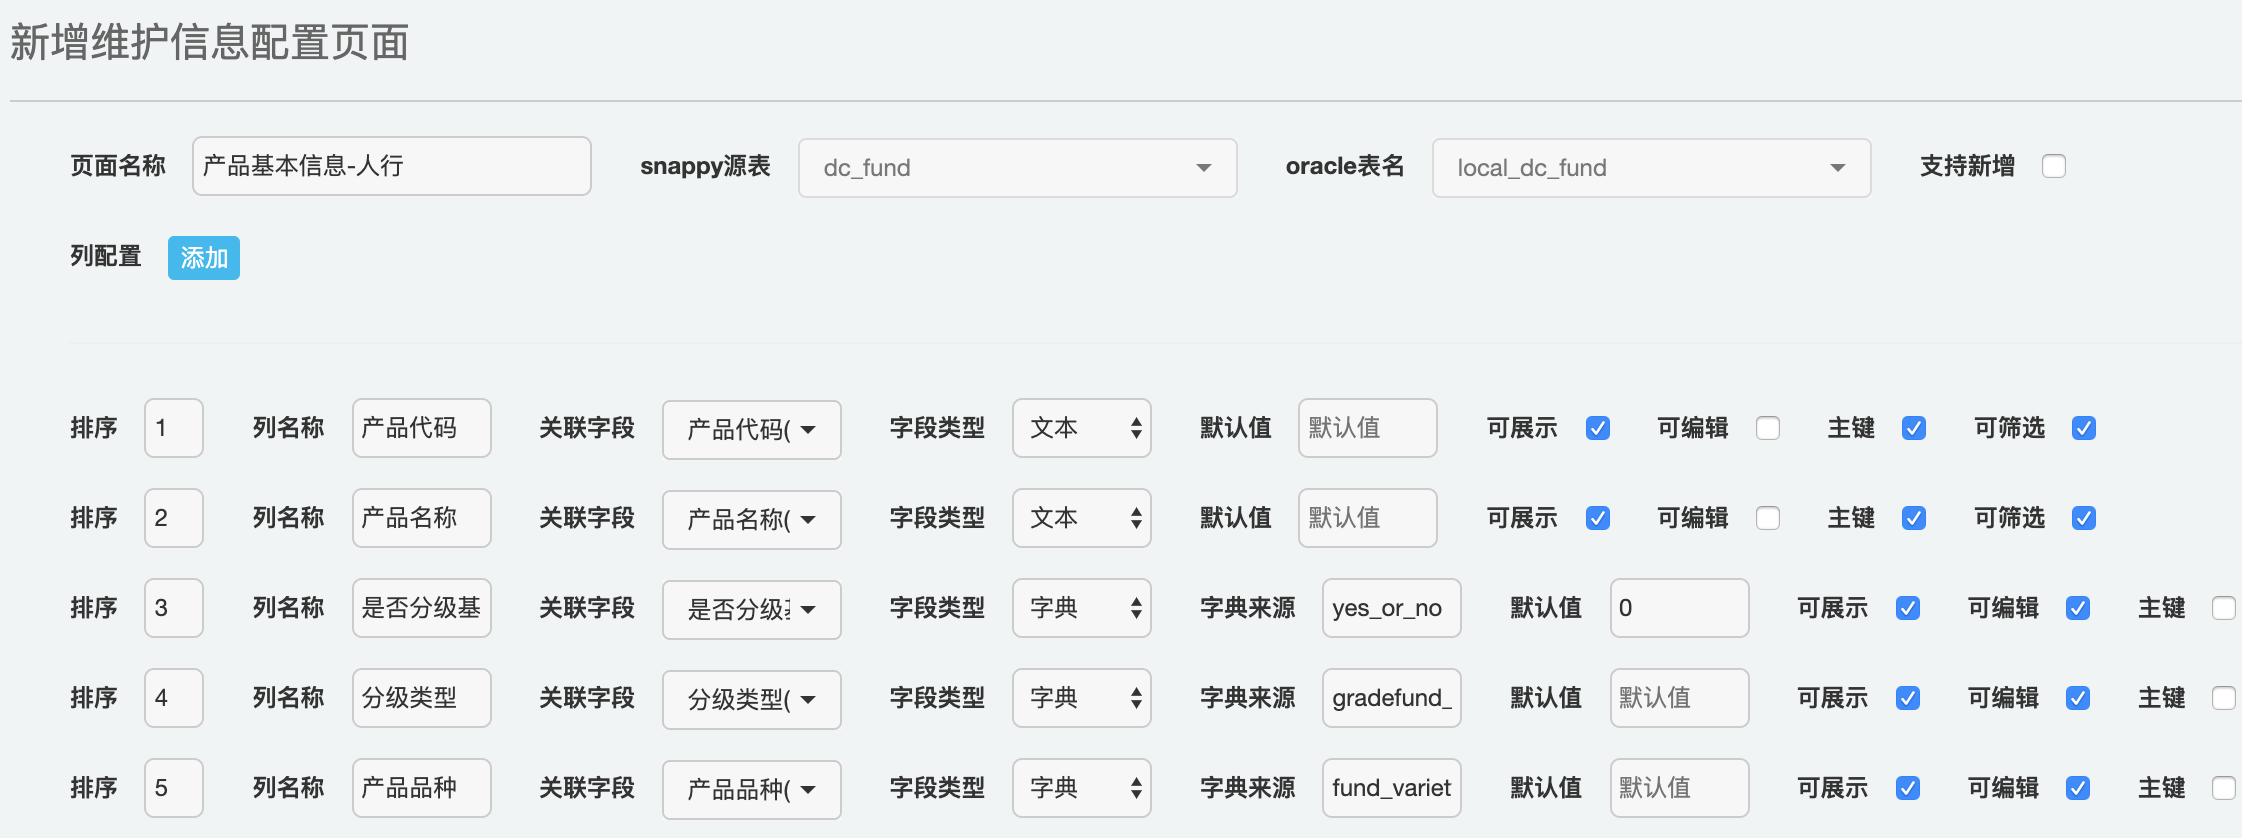 新增维护信息配置页面
页面名称 产品基本信息-人行 snappy源表 dc_fund oracle表名 local_dc_fund 支持新增
列配置 添加
排序 1 列名称 产品代码 关联字段 产品代码( 字段类型 文本 默认值 默认值 可展示 可编辑 主键 可筛选
排序 2 列名称 产品名称 关联字段 产品名称( 字段类型 文本 默认值 默认值 可展示 可编辑 主键 可筛选
排序 3 列名称 是否分级基 关联字段 是否分级 字段类型 字典 字典来源 yes_or_no 默认值 0 可展示 可编辑 主键
排序 4 列名称 分级类型 关联字段 分级类型( 字段类型 字典 字典来源 gradefund_ 默认值 默认值 可展示 可编辑 主键
排序 5 列名称 产品品种 关联字段 产品品种( 字段类型 字典 字典来源 fund_variet 默认值 默认值 可展示 可编辑 主键